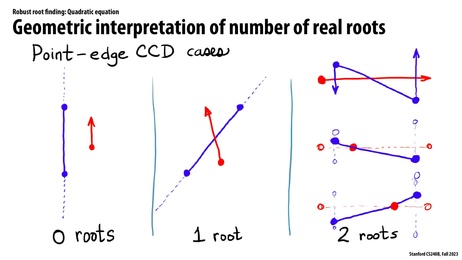 Robust root finding: Quadratic equation
Geometric interpretation of number of real roots
Point-edge CCD cases
0 roots
1 root
2 roots
Stanford CS248B, Fall 2023